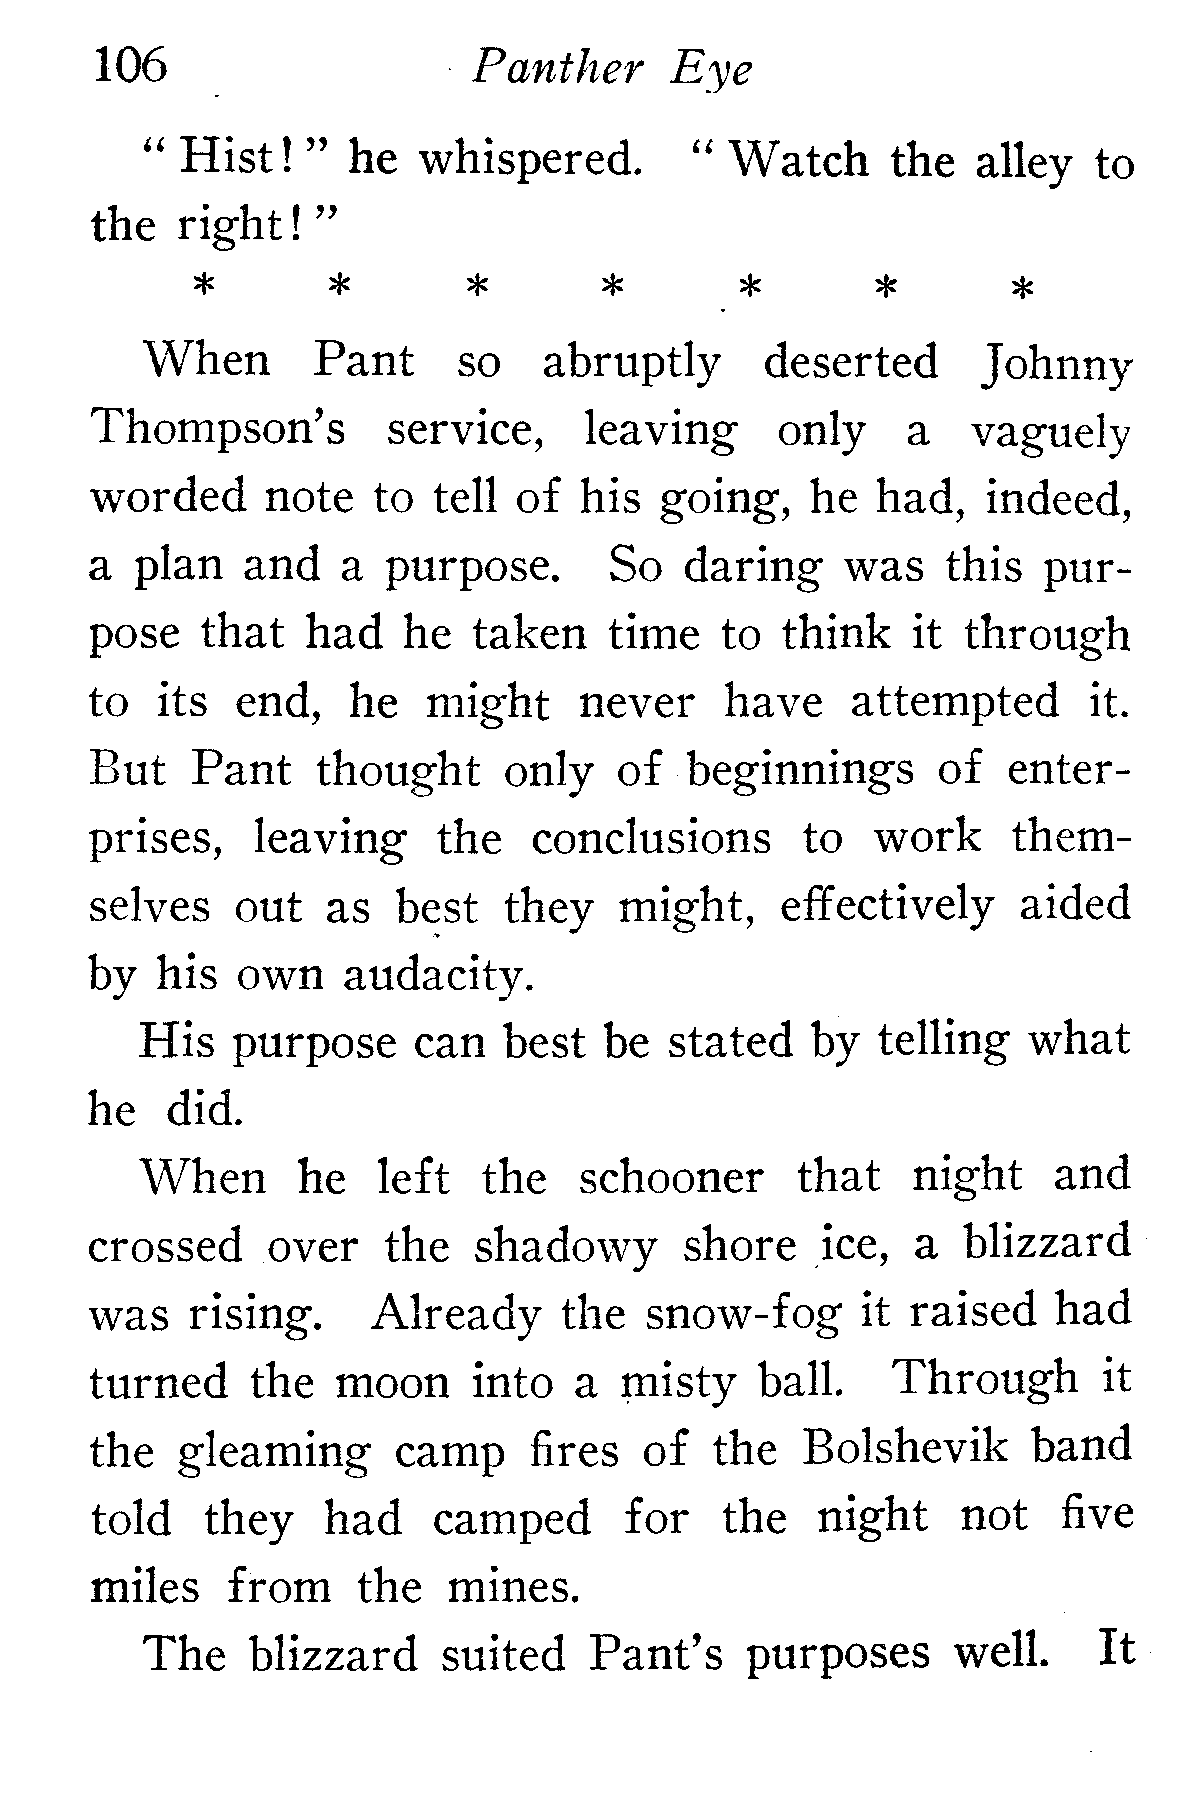 106 Panther Eye
" Hist! " he whispered. " Watch the alley to
the right! "
* * * * * * *
When Pant so abruptly deserted Johnny
Thompson's service, leaving only a vaguely
worded note to tell of his going, he had, indeed,
a plan and a purpose. So daring was this pur-
pose that had he taken time to think it through
to its end, he might never have attempted it.
But Pant thought only of beginnings of enter-
prises, leaving the conclusions to work them-
selves out as best they might, effectively aided
by his own audacity.
His purpose can best be stated by telling what
he did.
When he left the schooner that night and
crossed over the shadowy shore ice, a blizzard
was rising. Already the snow-fog it raised had
turned the moon into a misty ball. Through it
the gleaming camp fires of the Bolshevik band
told they had camped for the night not five
miles from the mines.
The blizzard suited Pant's purposes well. It